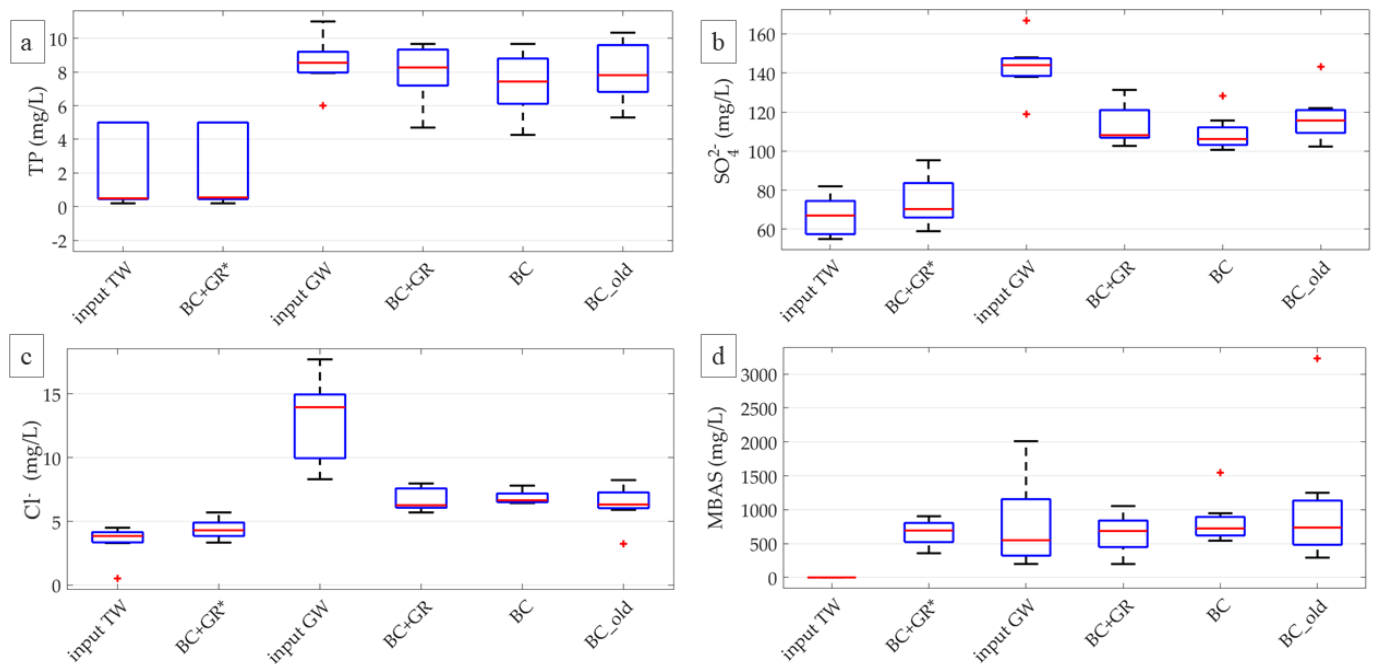 a
TP (mg/L)
10
8
6
4
2
0
-2
input TW
BC+GR*
input GW
BC+GR
BC
BC_old
b
SO₄²⁻ (mg/L)
160
140
120
100
80
60
input TW
BC+GR*
input GW
BC+GR
BC
BC_old
c
Cl⁻ (mg/L)
15
10
5
0
input TW
BC+GR*
input GW
BC+GR
BC
BC_old
d
MBAS (mg/L)
3000
2500
2000
1500
1000
500
0
input TW
BC+GR*
input GW
BC+GR
BC
BC_old